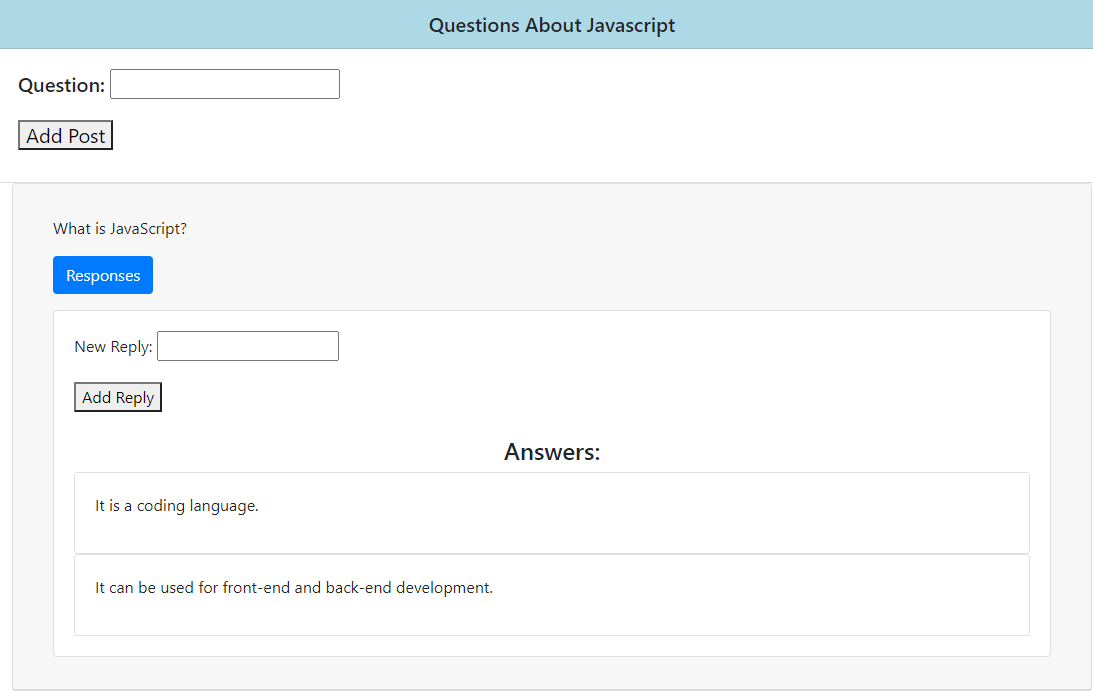 Questions About Javascript
Question:
Add Post
What is JavaScript?
Responses
New Reply:
Add Reply
Answers:
It is a coding language.
It can be used for front-end and back-end development.